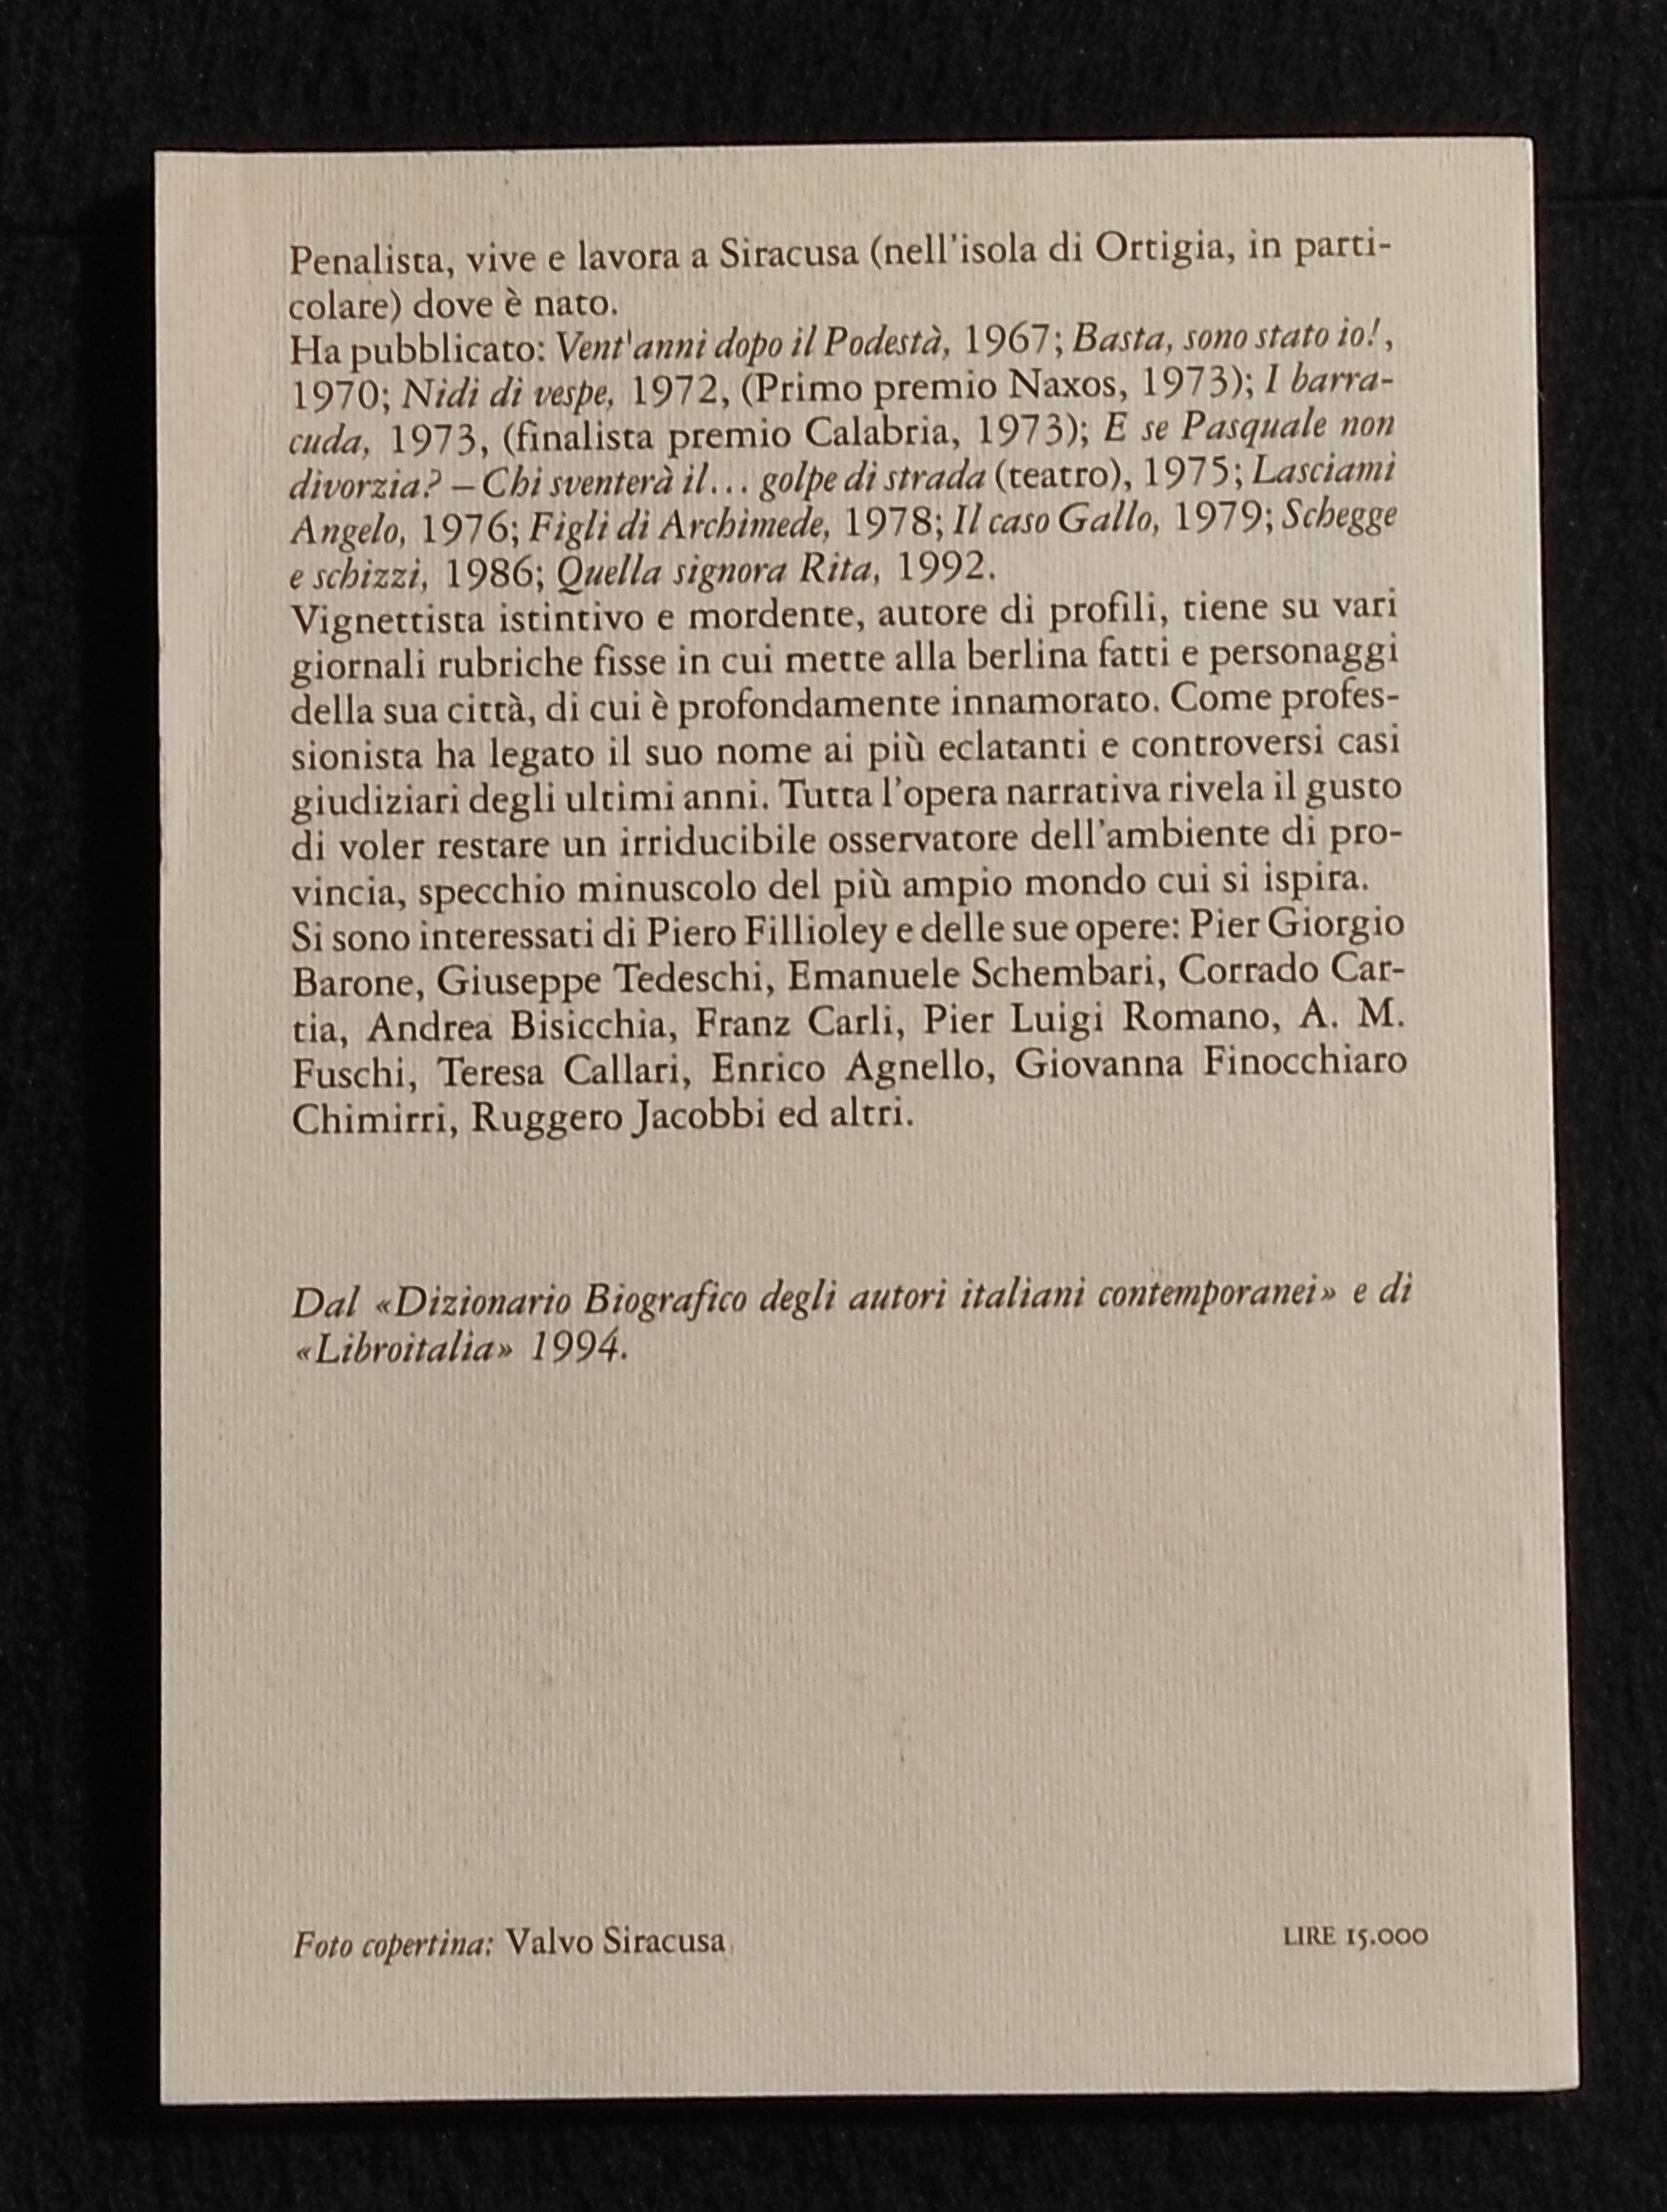 Penalista, vive e lavora a Siracusa (nell'isola di Ortigia, in parti-
colare) dove è nato.
Ha pubblicato: Vent'anni dopo il Podestà, 1967; Basta, sono stato io!,
1970; Nidi di vespe, 1972, (Primo premio Naxos, 1973); I barra-
cuda, 1973, (finalista premio Calabria, 1973); E se Pasquale non
divorzia? – Chi sventerà il... golpe di strada (teatro), 1975; Lasciami
Angelo, 1976; Figli di Archimede, 1978; Il caso Gallo, 1979; Schegge
e schizzi, 1986; Quella signora Rita, 1992.
Vignettista istintivo e mordente, autore di profili, tiene su vari
giornali rubriche fisse in cui mette alla berlina fatti e personaggi
della sua città, di cui è profondamente innamorato. Come profes-
sionista ha legato il suo nome ai più eclatanti e controversi casi
giudiziari degli ultimi anni. Tutta l'opera narrativa rivela il gusto
di voler restare un irriducibile osservatore dell'ambiente di pro-
vincia, specchio minuscolo del più ampio mondo cui si ispira.
Si sono interessati di Piero Fillioley e delle sue opere: Pier Giorgio
Barone, Giuseppe Tedeschi, Emanuele Schembari, Corrado Car-
tia, Andrea Bisicchia, Franz Carli, Pier Luigi Romano, A. M.
Fuschi, Teresa Callari, Enrico Agnello, Giovanna Finocchiaro
Chimirri, Ruggero Jacobbi ed altri.
Dal «Dizionario Biografico degli autori italiani contemporanei» e di
«Libroitalia» 1994.
Foto copertina: Valvo Siracusa
LIRE 15.000